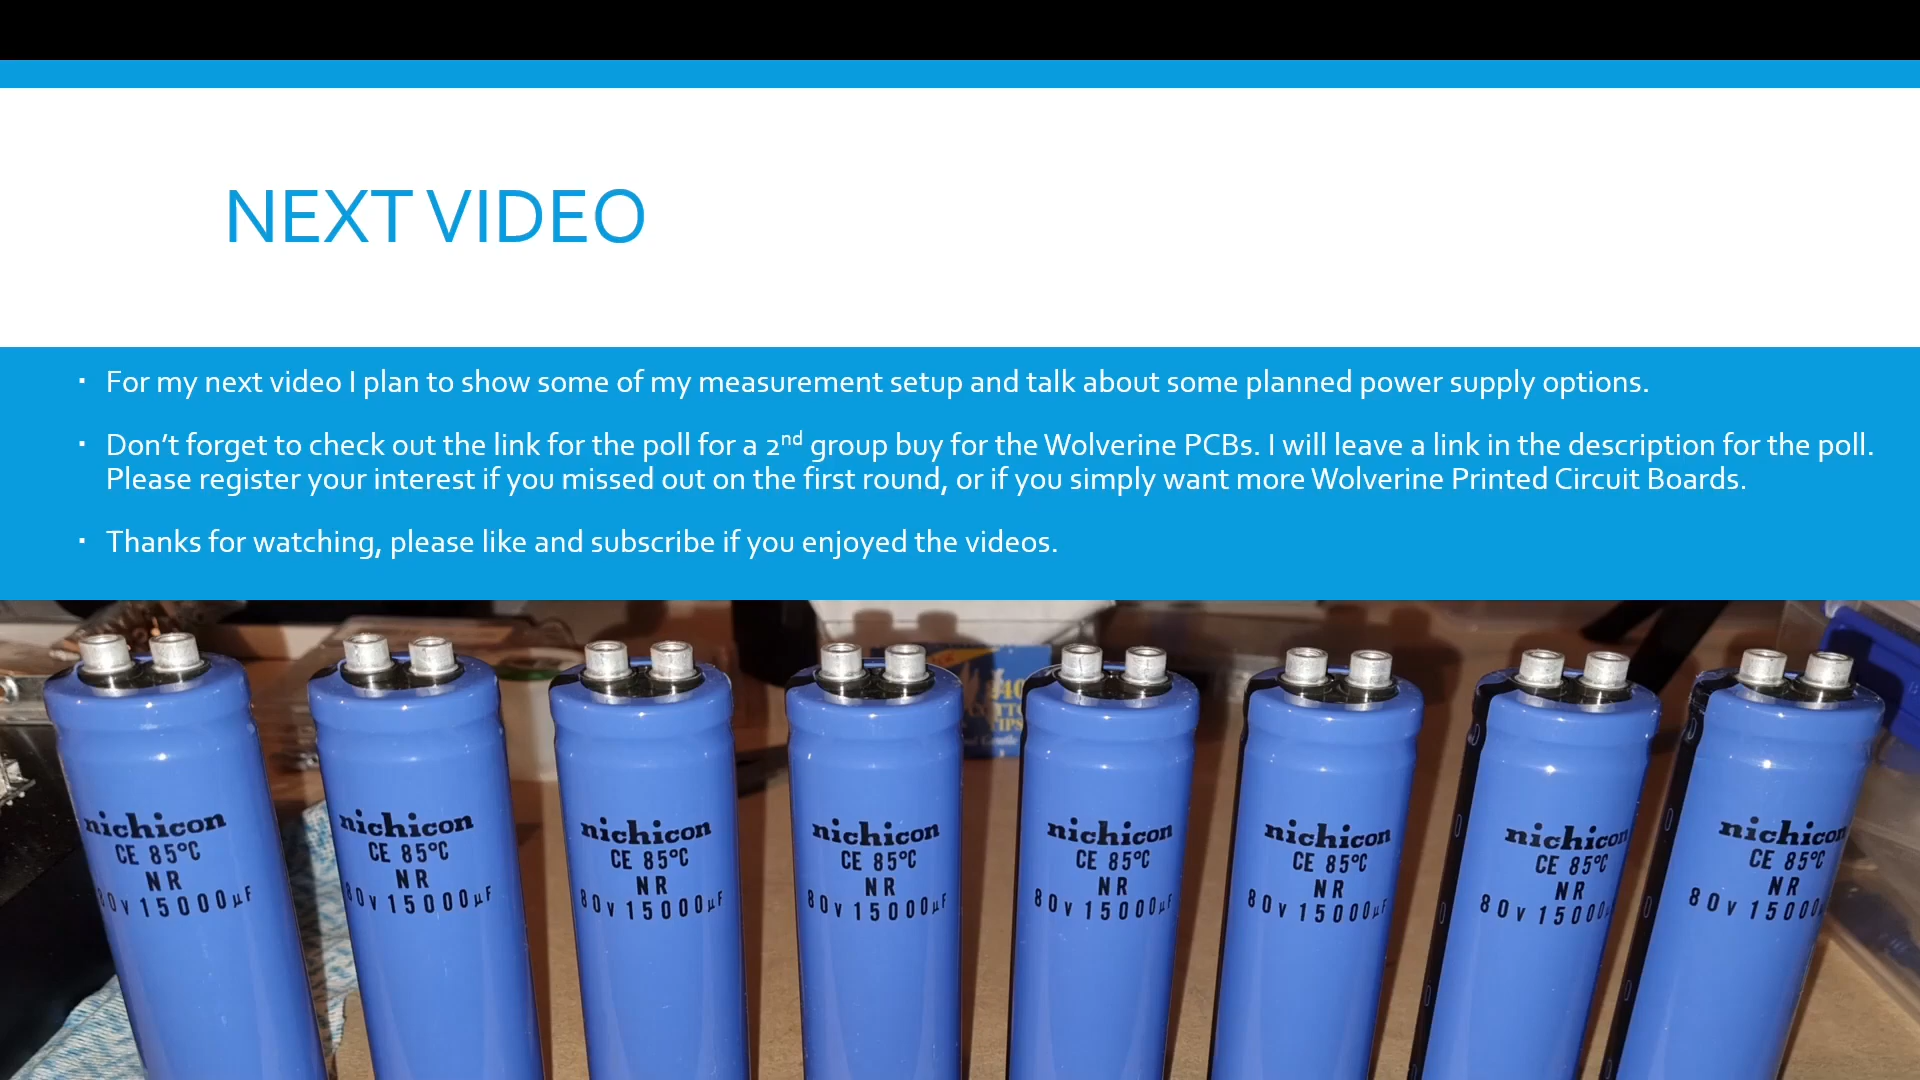 NEXT VIDEO
▪ For my next video I plan to show some of my measurement setup and talk about some planned power supply options.
▪ Don’t forget to check out the link for the poll for a 2nd group buy for the Wolverine PCBs. I will leave a link in the description for the poll.
Please register your interest if you missed out on the first round, or if you simply want more Wolverine Printed Circuit Boards.
▪ Thanks for watching, please like and subscribe if you enjoyed the videos.
nichicon
CE 85°C
NR
80v 15000µF
nichicon
CE 85°C
NR
80v 15000µF
nichicon
CE 85°C
NR
80v 15000µF
nichicon
CE 85°C
NR
80v 15000µF
nichicon
CE 85°C
NR
80v 15000µF
nichicon
CE 85°C
NR
80v 15000µF
nichicon
CE 85°C
NR
80v 15000µ
nichicon
CE 85°C
NR
80v 15000